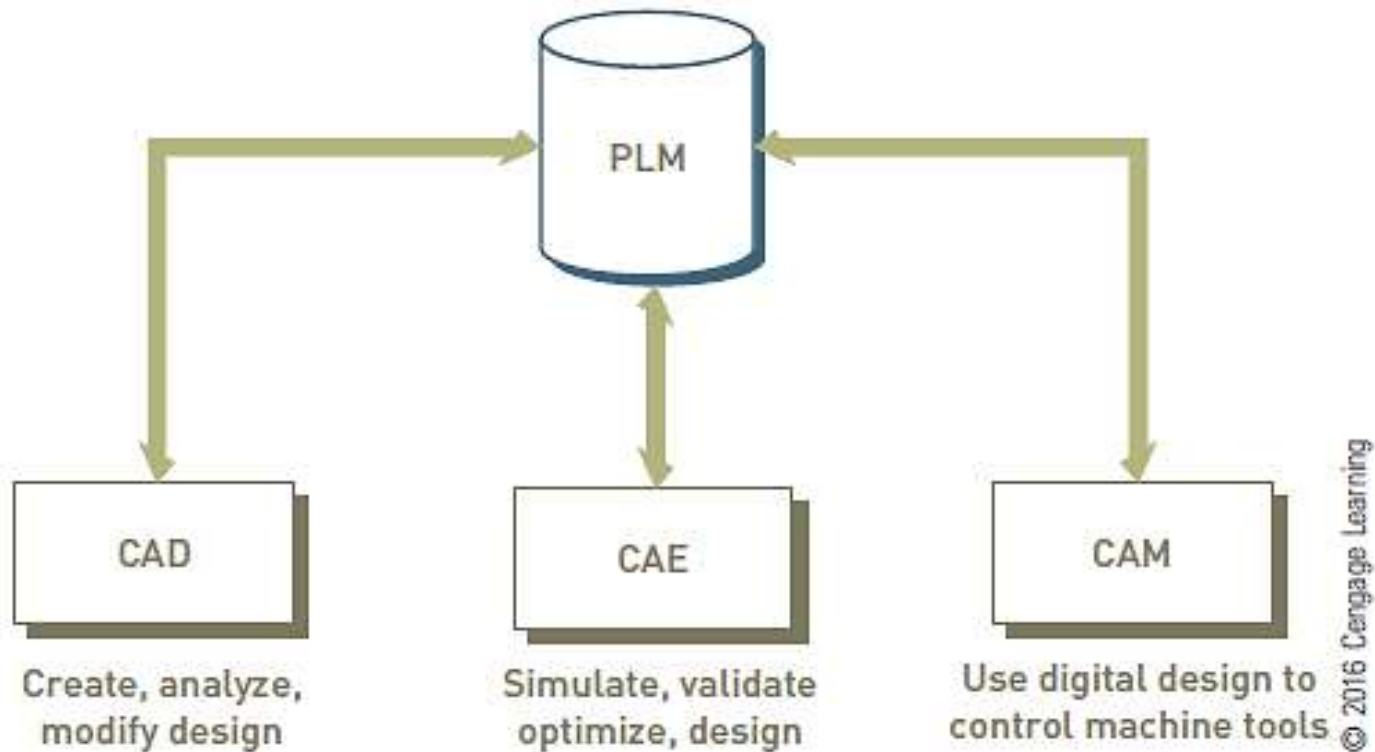 PLM
CAD
CAE
CAM
Create, analyze,
modify design
Simulate, validate
optimize, design
Use digital design to
control machine tools
© 2016 Cengage Learning